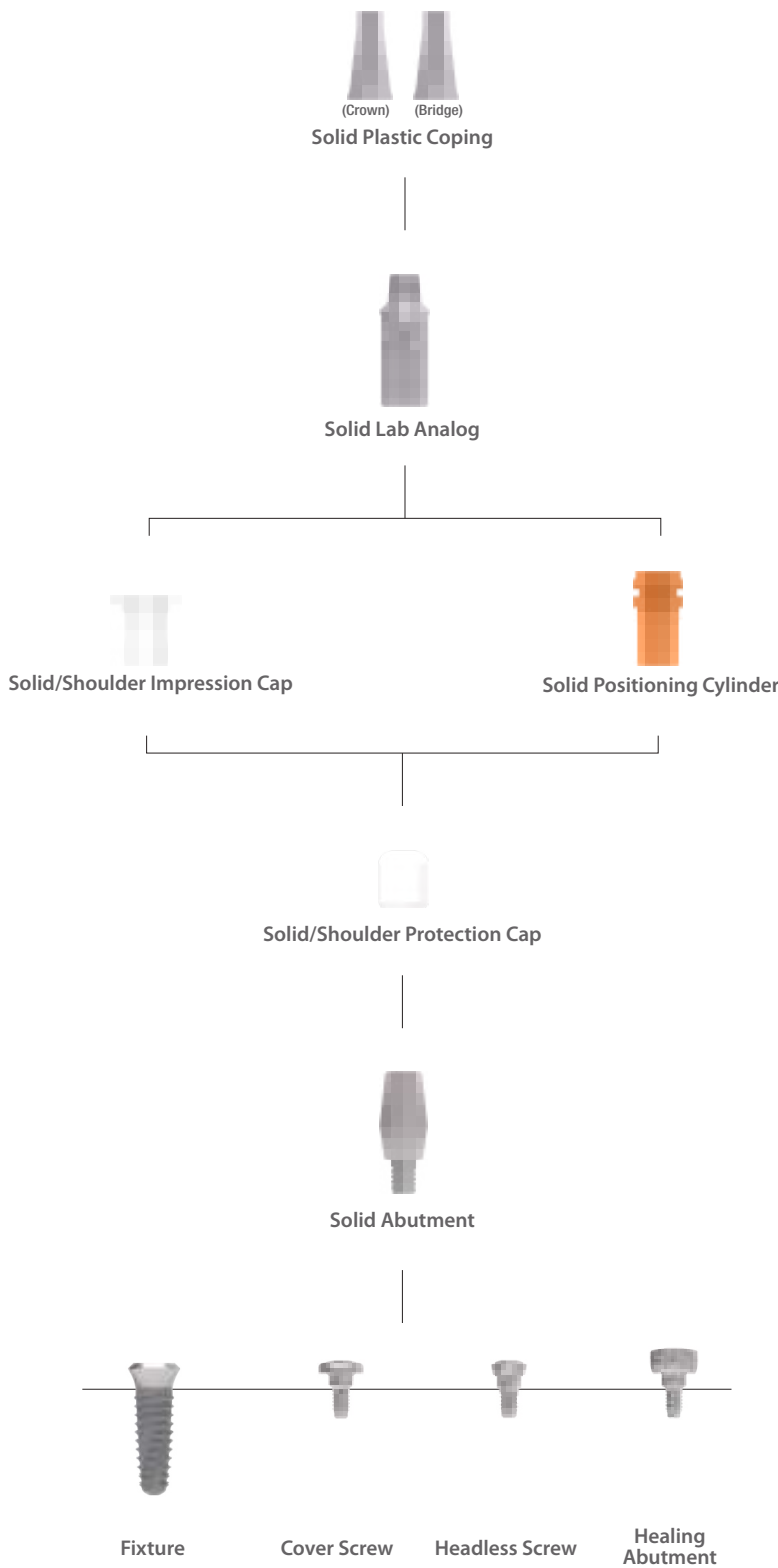 (Crown) (Bridge)
Solid Plastic Coping
Solid Lab Analog
Solid/Shoulder Impression Cap
Solid Positioning Cylinder
Solid/Shoulder Protection Cap
Solid Abutment
Fixture
Cover Screw
Headless Screw
Healing
Abutment